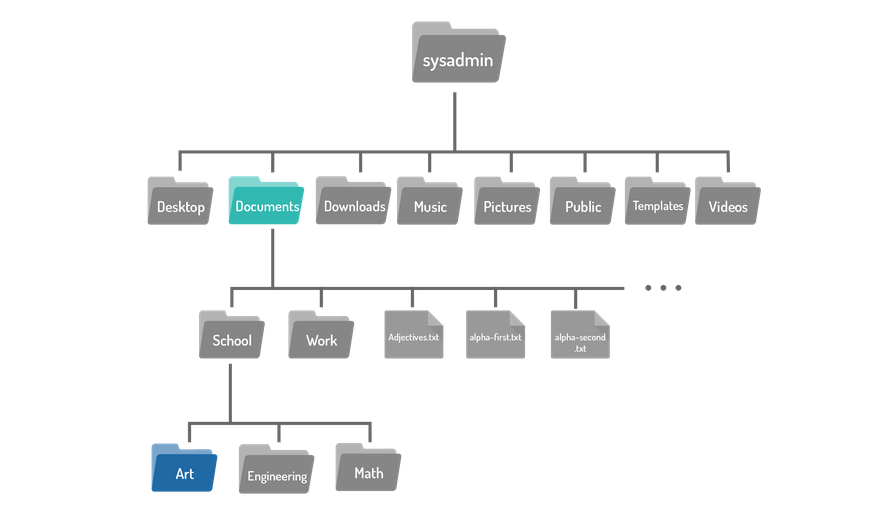 sysadmin
Desktop
Documents
Downloads
Music
Pictures
Public
Templates
Videos
School
Work
Adjectives.txt
alpha-first.txt
alpha-second
.txt
Art
Engineering
Math